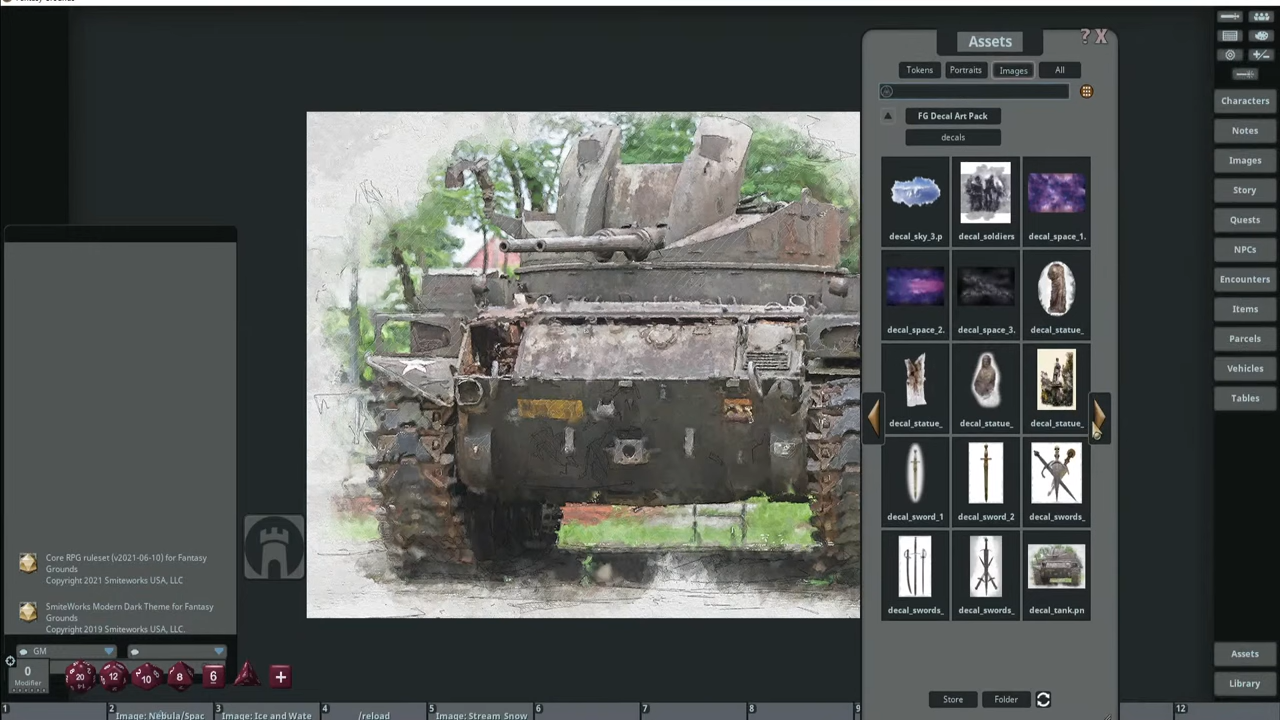 Fantasy Grounds
Assets
? X
Tokens Portraits Images All
FG Decal Art Pack
decals
decal_sky_3.p decal_soldiers decal_space_1.
decal_space_2. decal_space_3. decal_statue_
decal_statue_ decal_statue_ decal_statue_
decal_sword_1 decal_sword_2 decal_swords_
decal_swords_ decal_swords_ decal_tank.pn
Store Folder
Characters
Notes
Images
Story
Quests
NPCs
Encounters
Items
Parcels
Vehicles
Tables
Assets
Library
Core RPG ruleset (v2021-06-10) for Fantasy
Grounds
Copyright 2021 Smiteworks USA, LLC
SmiteWorks Modern Dark Theme for Fantasy
Grounds
Copyright 2019 Smiteworks USA, LLC.
GM
0
Modifier
20 12 10 8 6 +
1 2 3 4 5 6 7 8 9 12
Image: Nebula/Spac Image: Ice and Wate /reload Image: Stream_Snow